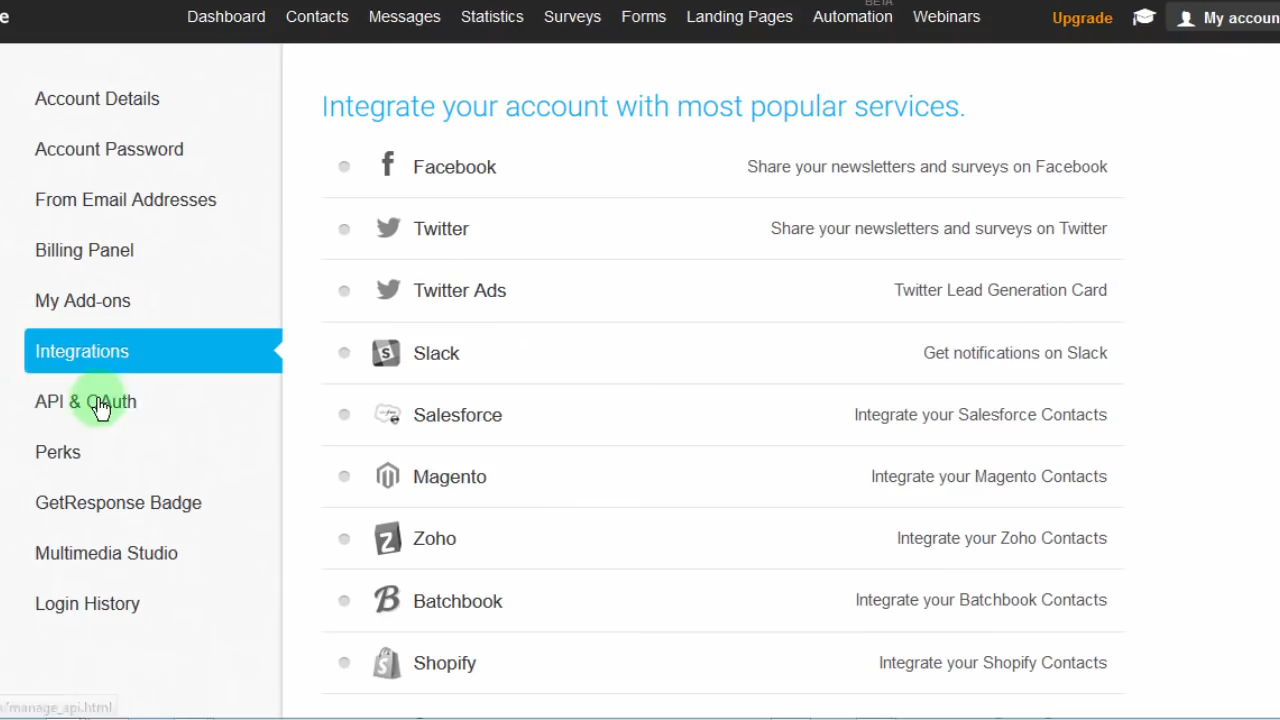 e Dashboard Contacts Messages Statistics Surveys Forms Landing Pages Automation BETA Webinars Upgrade My accoun
Account Details
Account Password
From Email Addresses
Billing Panel
My Add-ons
Integrations
API & OAuth
Perks
GetResponse Badge
Multimedia Studio
Login History
Integrate your account with most popular services.
Facebook Share your newsletters and surveys on Facebook
Twitter Share your newsletters and surveys on Twitter
Twitter Ads Twitter Lead Generation Card
Slack Get notifications on Slack
Salesforce Integrate your Salesforce Contacts
Magento Integrate your Magento Contacts
Zoho Integrate your Zoho Contacts
Batchbook Integrate your Batchbook Contacts
Shopify Integrate your Shopify Contacts
/manage_api.html